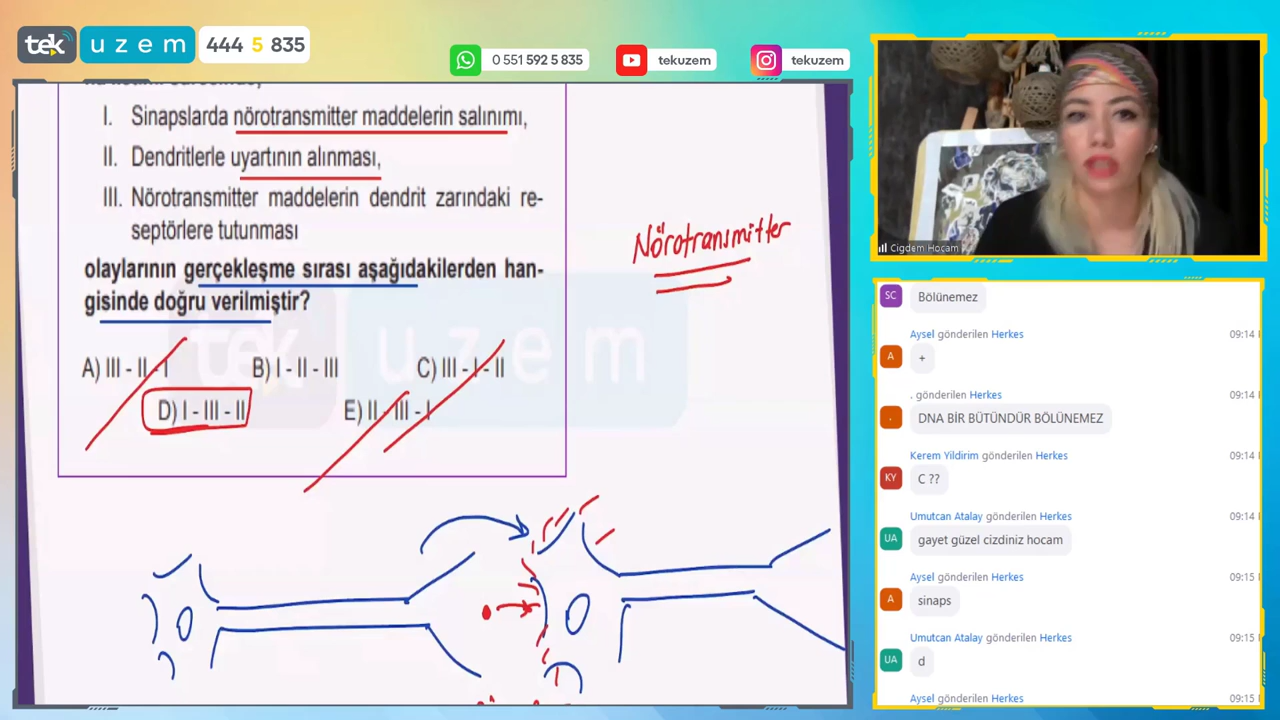 tek
uzem
444 5 835
0 551 592 5 835
tekuzem
tekuzem
I. Sinapslarda nörotransmitter maddelerin salınımı,
II. Dendritlerle uyartının alınması,
III. Nörotransmitter maddelerin dendrit zarındaki re-
septörlere tutunması
olaylarının gerçekleşme sırası aşağıdakilerden han-
gisinde doğru verilmiştir?
A) III - II - I B) I - II - III C) III - I - II
D) I - III - II E) II - III - I
Nörotransmitter
tek uzem
Cigdem Hocam
SC Bölünemez
Aysel gönderilen Herkes 09:14
A +
. gönderilen Herkes 09:14
. DNA BİR BÜTÜNDÜR BÖLÜNEMEZ
Kerem Yildirim gönderilen Herkes 09:14
KY C ??
Umutcan Atalay gönderilen Herkes 09:14
UA gayet güzel cizdiniz hocam
Aysel gönderilen Herkes 09:15
A sinaps
Umutcan Atalay gönderilen Herkes 09:15
UA d
Aysel gönderilen Herkes 09:15